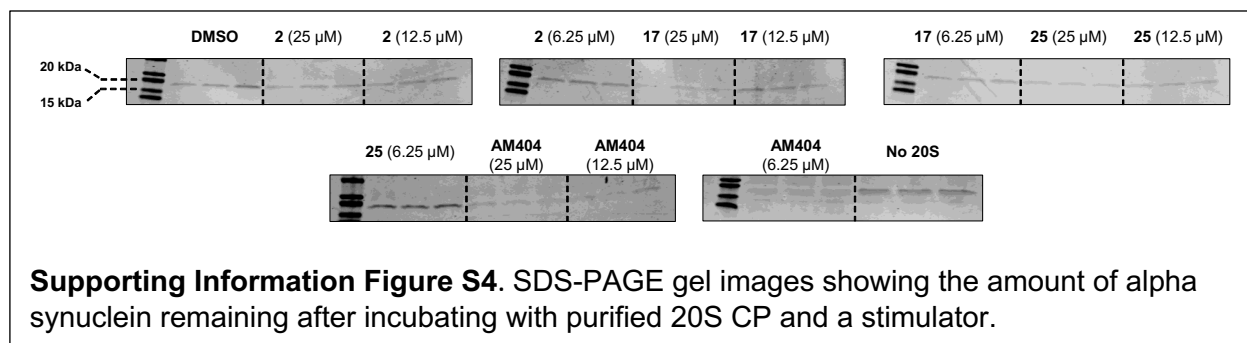 DMSO 2 (25 µM) 2 (12.5 µM) 2 (6.25 µM) 17 (25 µM) 17 (12.5 µM) 17 (6.25 µM) 25 (25 µM) 25 (12.5 µM)
20 kDa
15 kDa
25 (6.25 µM) AM404 (25 µM) AM404 (12.5 µM) AM404 (6.25 µM) No 20S
Supporting Information Figure S4. SDS-PAGE gel images showing the amount of alpha
synuclein remaining after incubating with purified 20S CP and a stimulator.